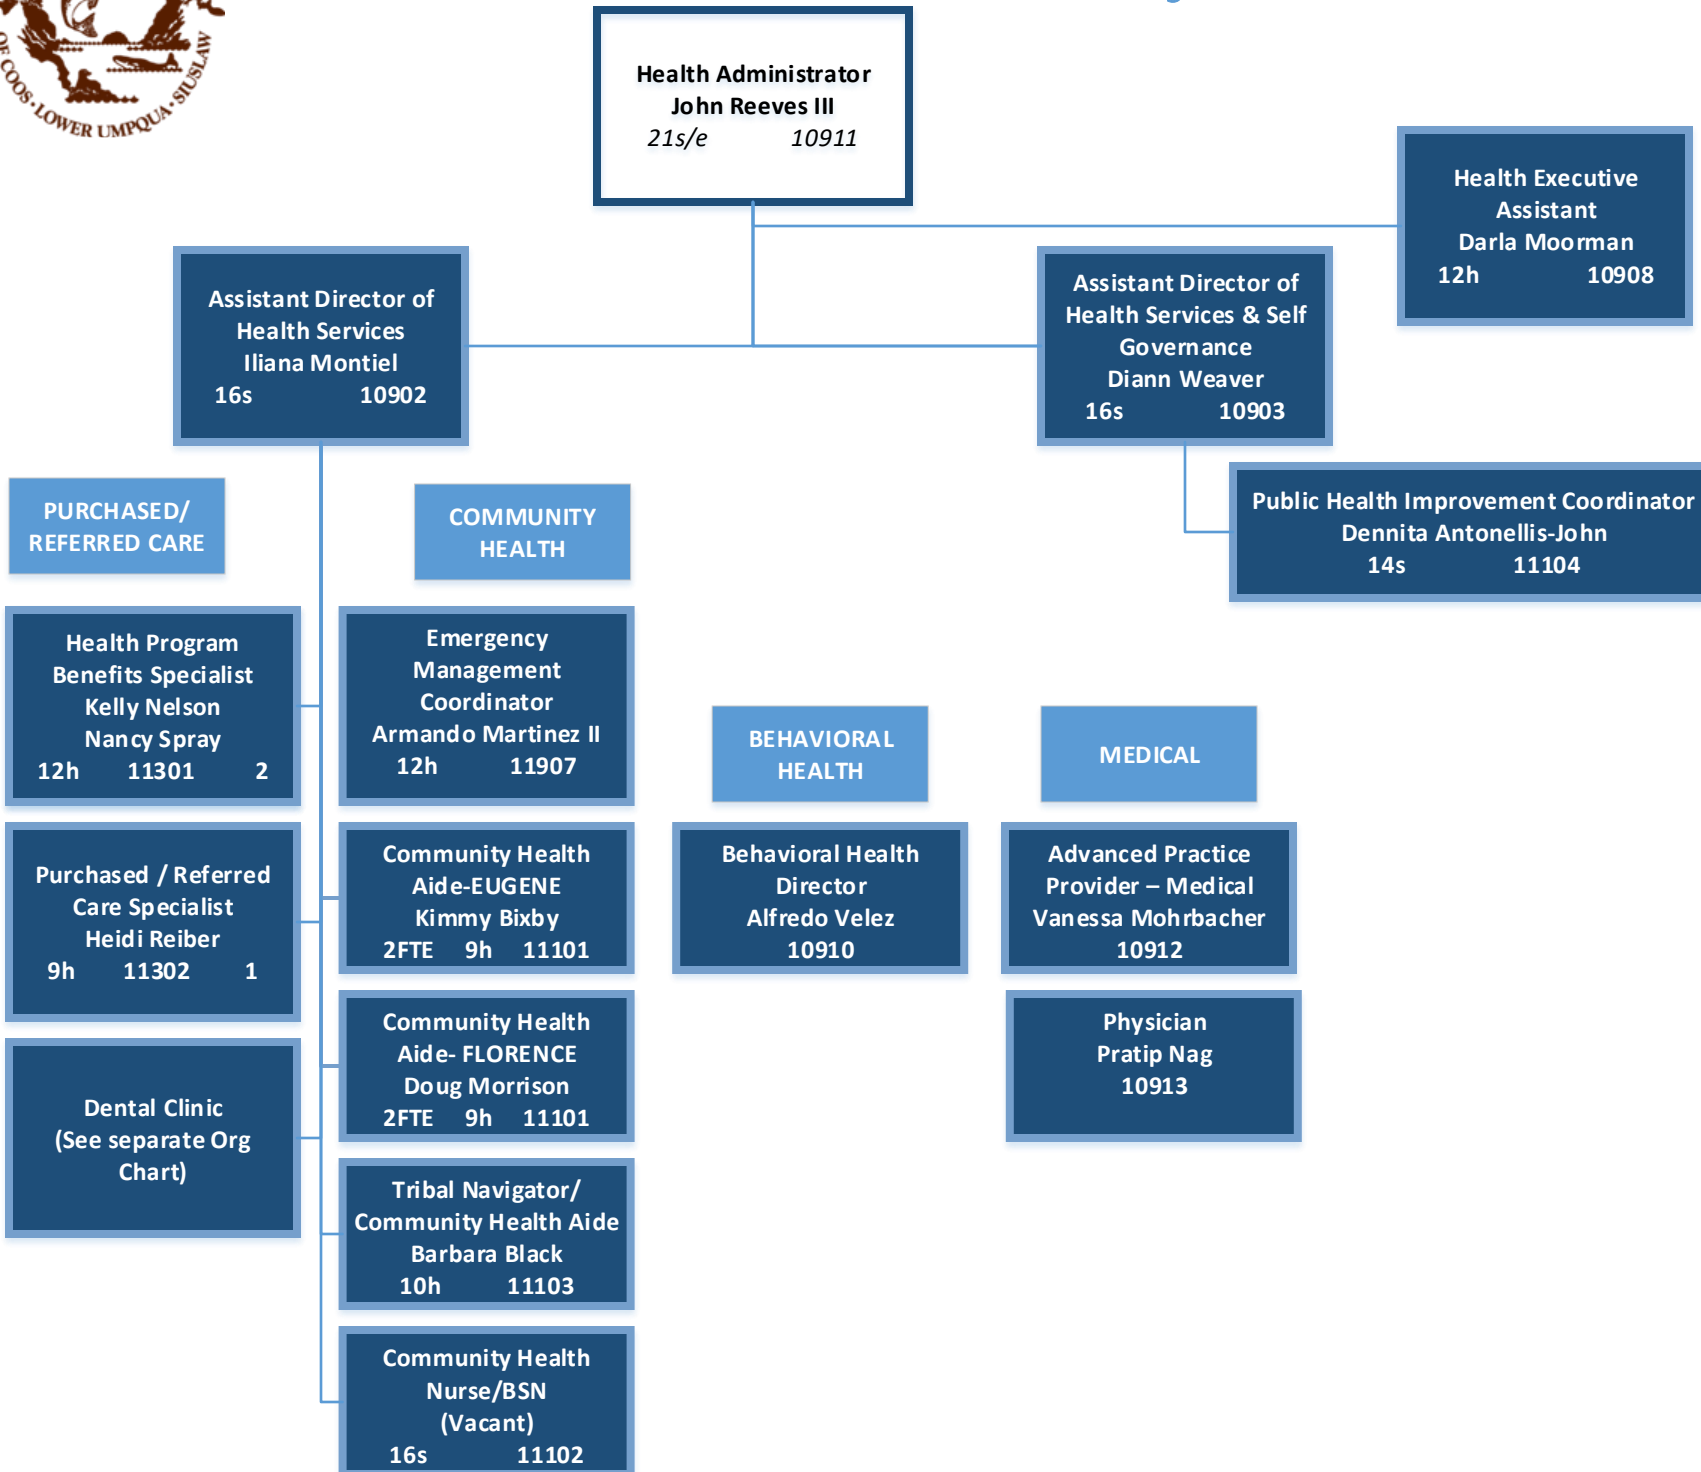 OF COOS · LOWER UMPQUA · SIUSLAW
Health Administrator
John Reeves III
21s/e 10911
Health Executive
Assistant
Darla Moorman
12h 10908
Assistant Director of
Health Services
Iliana Montiel
16s 10902
Assistant Director of
Health Services & Self
Governance
Diann Weaver
16s 10903
Public Health Improvement Coordinator
Dennita Antonellis-John
14s 11104
PURCHASED/
REFERRED CARE
Health Program
Benefits Specialist
Kelly Nelson
Nancy Spray
12h 11301 2
Purchased / Referred
Care Specialist
Heidi Reiber
9h 11302 1
Dental Clinic
(See separate Org
Chart)
COMMUNITY
HEALTH
Emergency
Management
Coordinator
Armando Martinez II
12h 11907
Community Health
Aide-EUGENE
Kimmy Bixby
2FTE 9h 11101
Community Health
Aide- FLORENCE
Doug Morrison
2FTE 9h 11101
Tribal Navigator/
Community Health Aide
Barbara Black
10h 11103
Community Health
Nurse/BSN
(Vacant)
16s 11102
BEHAVIORAL
HEALTH
Behavioral Health
Director
Alfredo Velez
10910
MEDICAL
Advanced Practice
Provider – Medical
Vanessa Mohrbacher
10912
Physician
Pratip Nag
10913